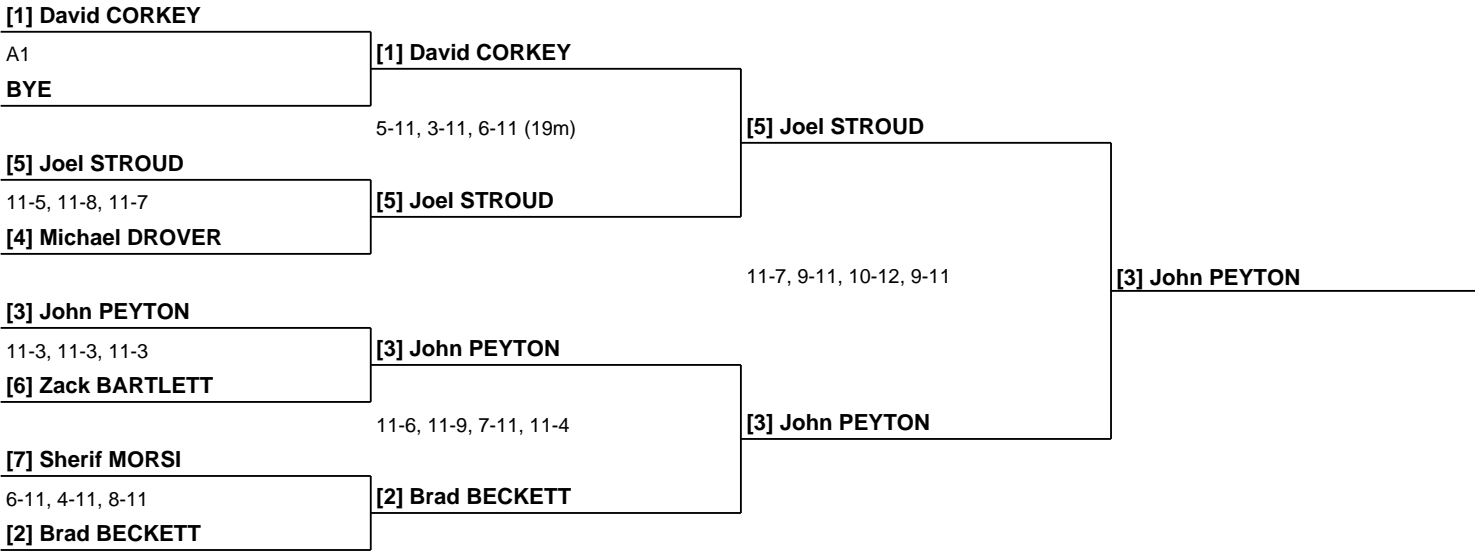 [1] David CORKEY
A1
BYE
[1] David CORKEY
5-11, 3-11, 6-11 (19m)
[5] Joel STROUD
[5] Joel STROUD
11-5, 11-8, 11-7
[4] Michael DROVER
[5] Joel STROUD
11-7, 9-11, 10-12, 9-11
[3] John PEYTON
[3] John PEYTON
11-3, 11-3, 11-3
[6] Zack BARTLETT
[3] John PEYTON
11-6, 11-9, 7-11, 11-4
[3] John PEYTON
[7] Sherif MORSI
6-11, 4-11, 8-11
[2] Brad BECKETT
[2] Brad BECKETT